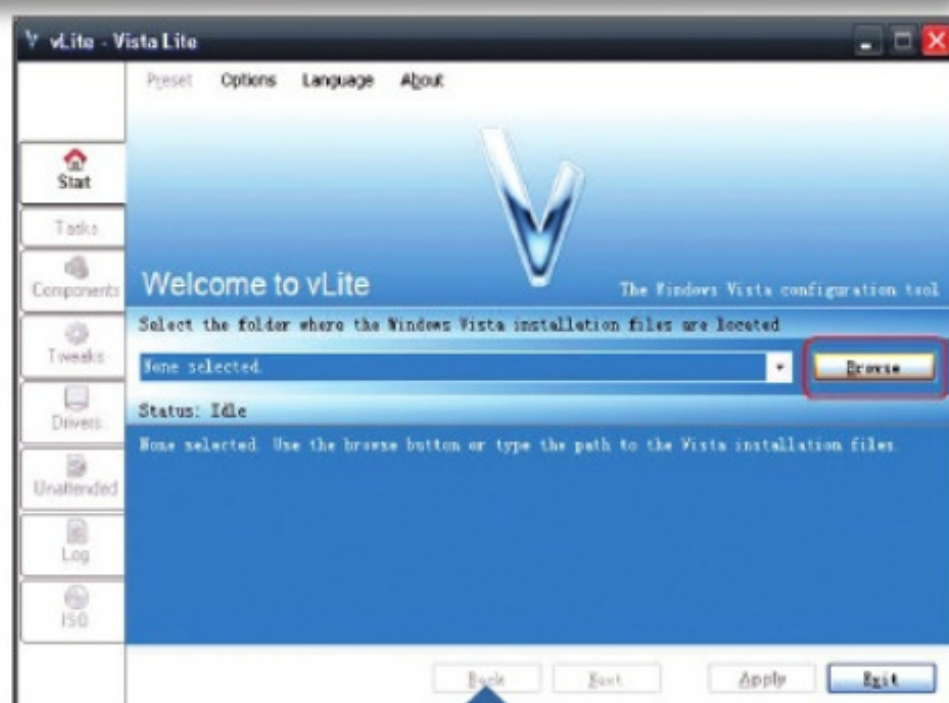 vLite - Vista Lite
Preset Options Language About
Start
Tasks
Components
Tweaks
Drivers
Unattended
Log
ISO
Welcome to vLite
The Windows Vista configuration tool
Select the folder where the Windows Vista installation files are located
None selected.
Browse
Status: Idle
None selected. Use the browse button or type the path to the Vista installation files.
Back Next Apply Exit